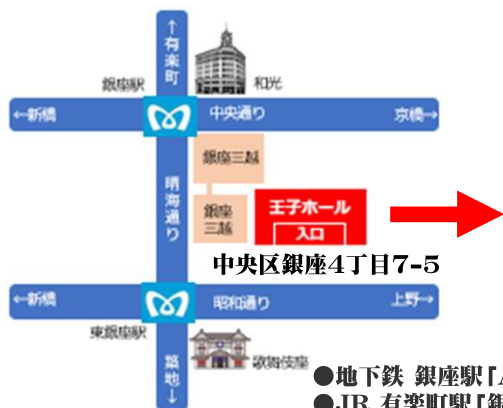 ↑有楽町
銀座駅
和光
←新橋
中央通り
京橋→
銀座三越
晴海通り
銀座
三越
王子ホール
入口
中央区銀座4丁目7-5
←新橋
昭和通り
上野→
東銀座駅
歌舞伎座
築地↓
●地下鉄 銀座駅「
●JR 有楽町駅「銀